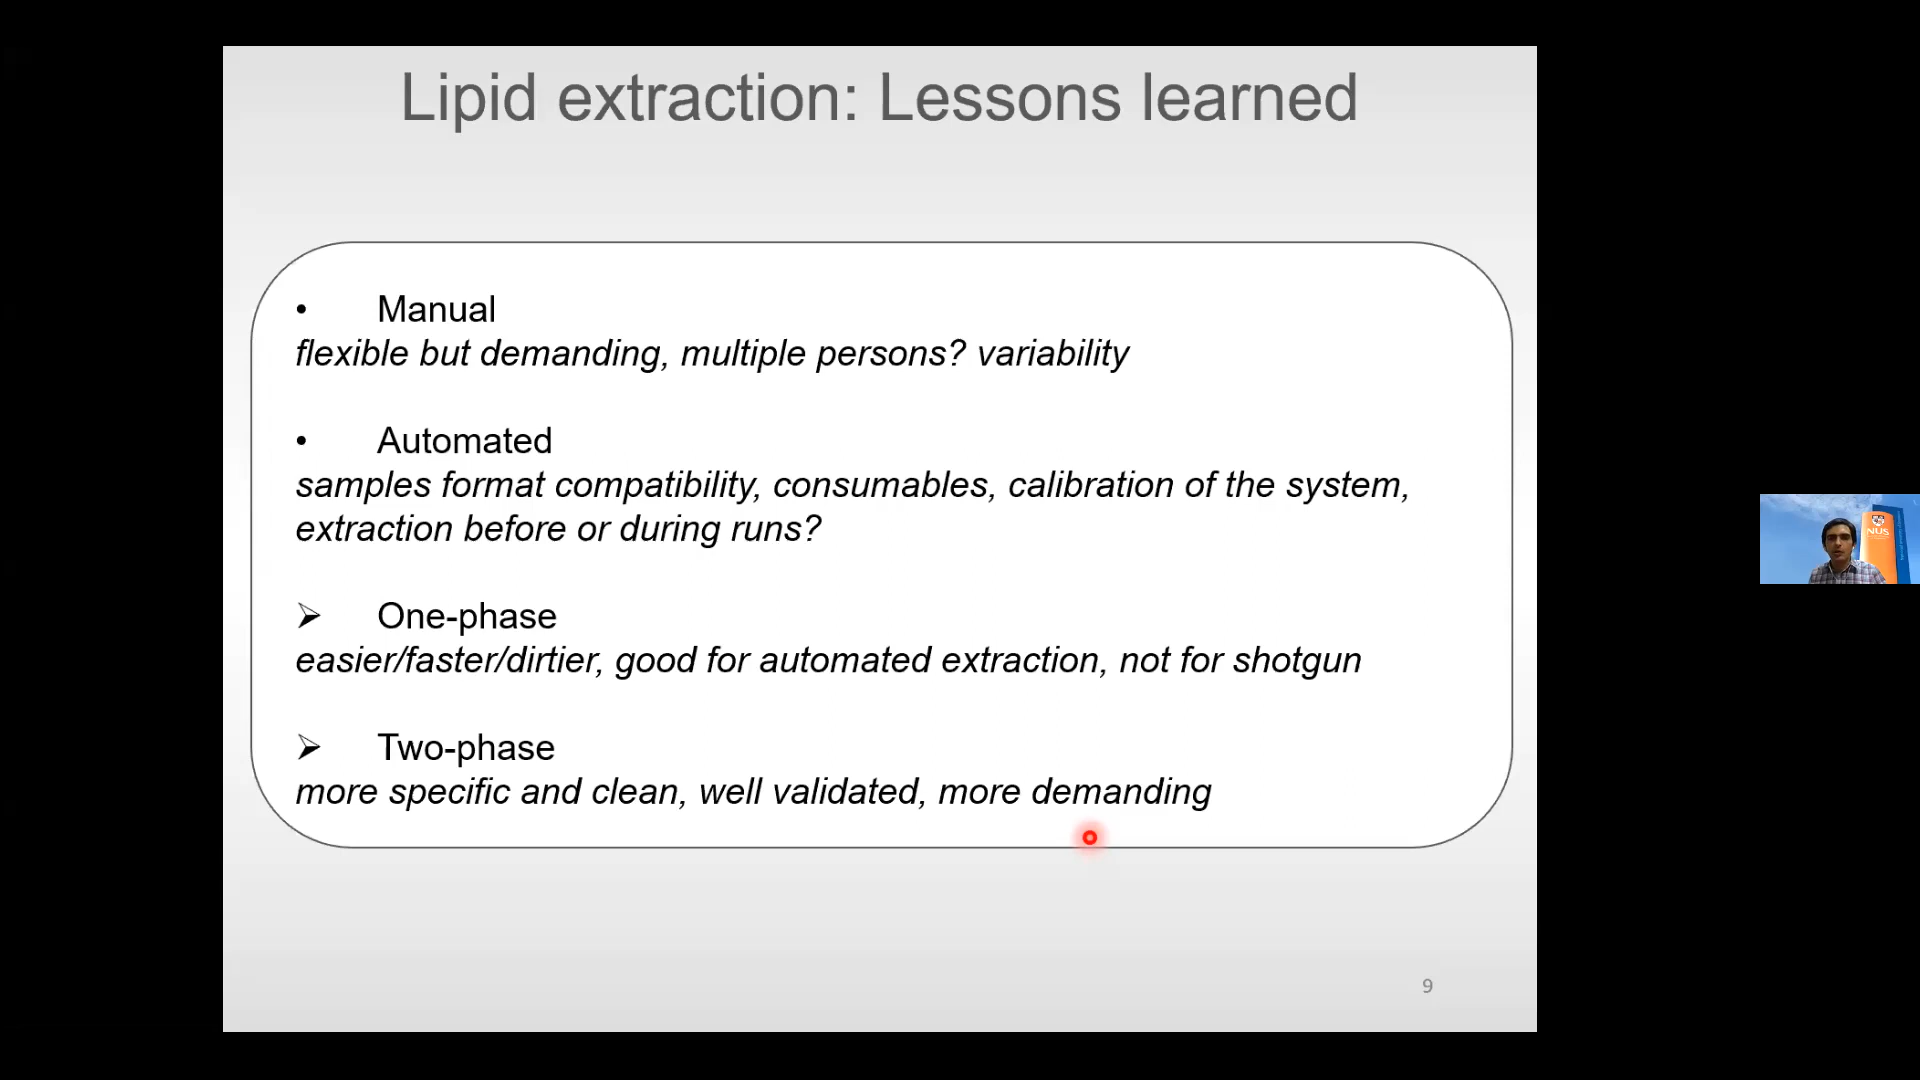 Lipid extraction: Lessons learned
• Manual
flexible but demanding, multiple persons? variability
• Automated
samples format compatibility, consumables, calibration of the system,
extraction before or during runs?
➢ One-phase
easier/faster/dirtier, good for automated extraction, not for shotgun
➢ Two-phase
more specific and clean, well validated, more demanding
9
NUS